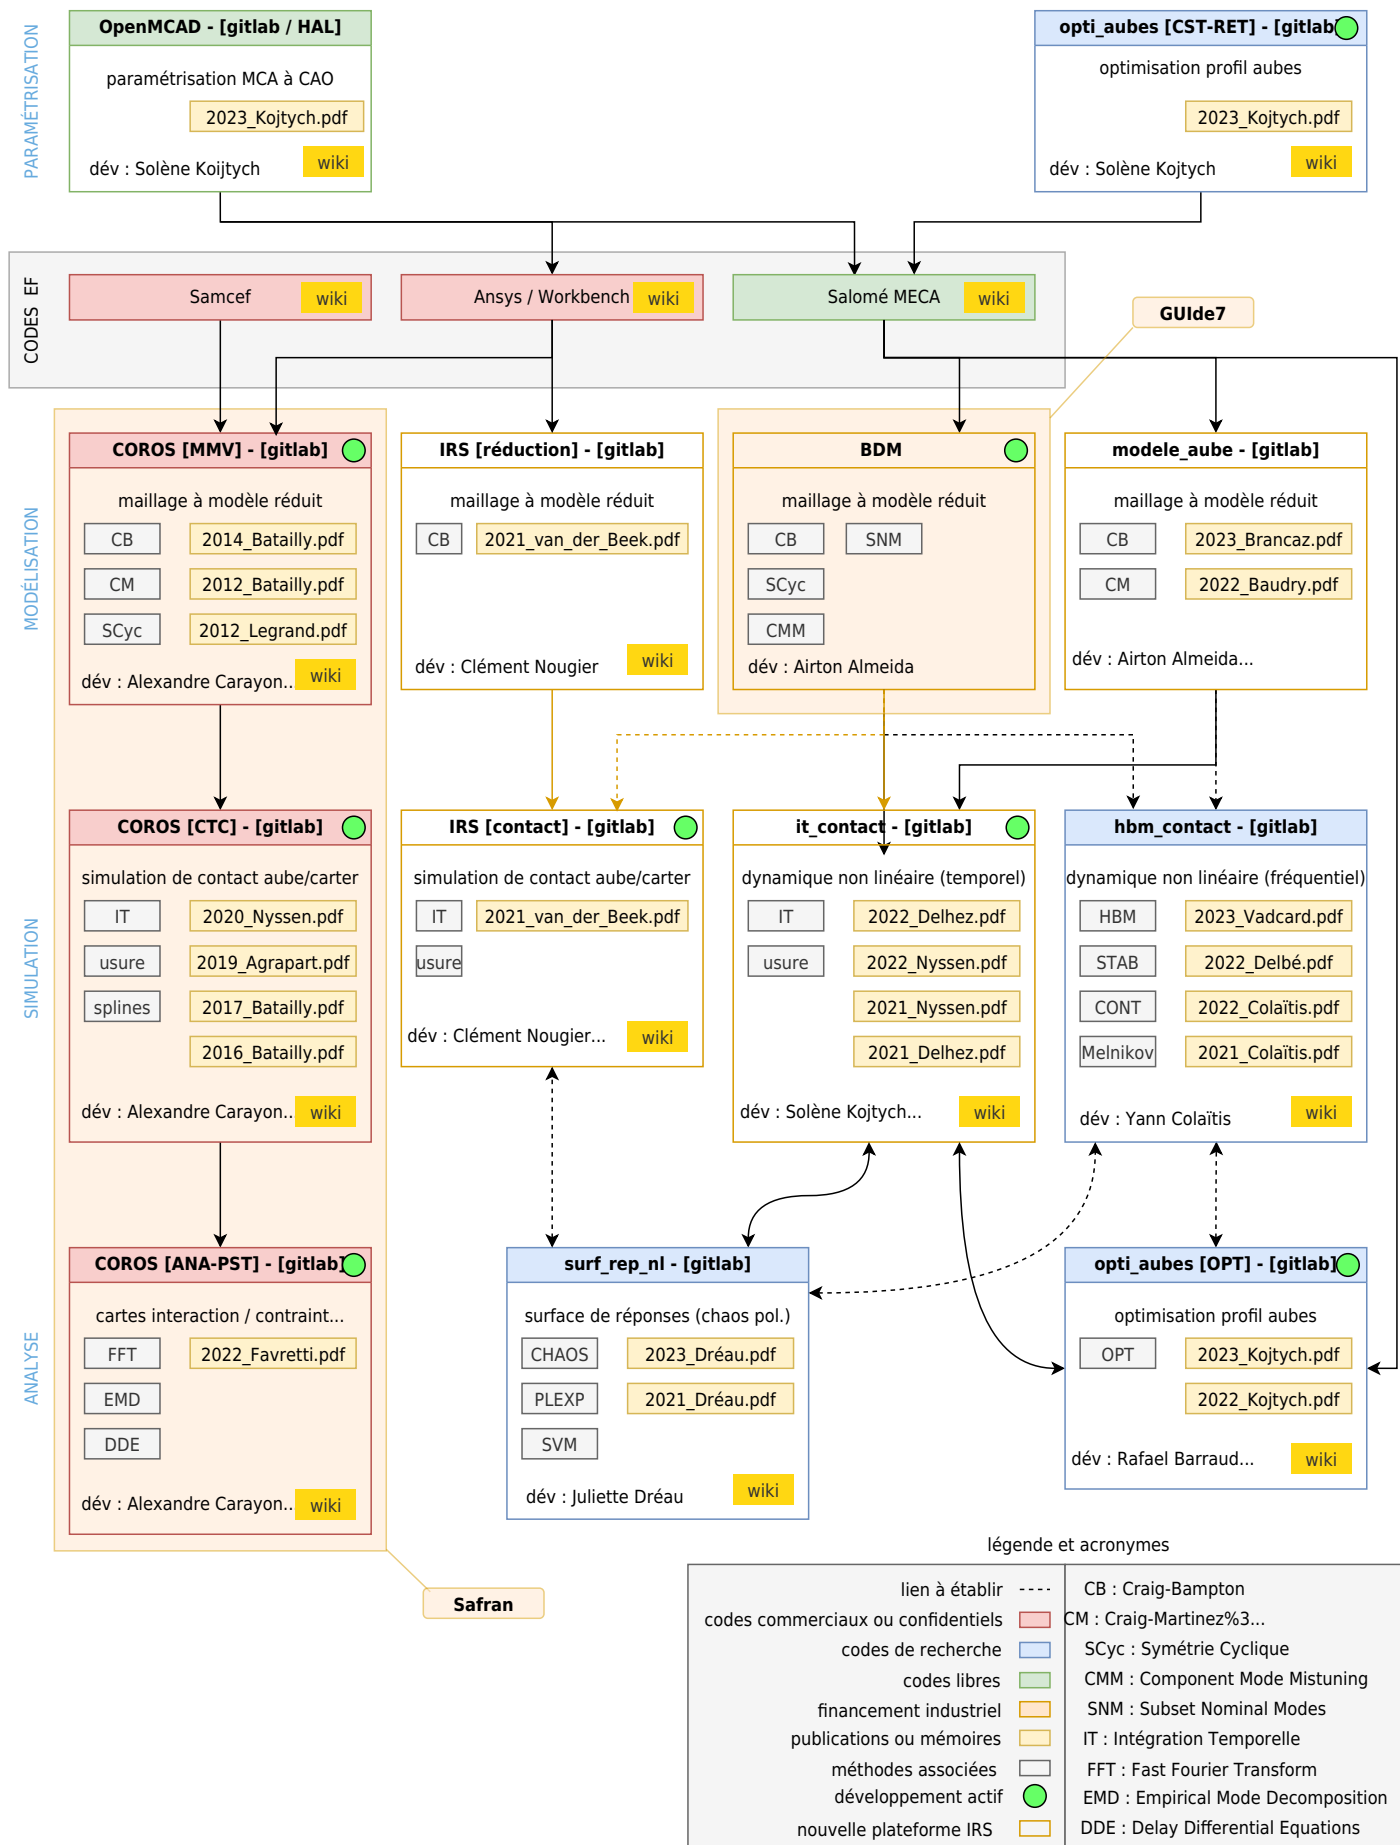 PARAMÉTRISATION
OpenMCAD - [gitlab / HAL]
paramétrisation MCA à CAO
2023_Kojtych.pdf
wiki
dév : Solène Koijtych
opti_aubes [CST-RET] - [gitlab]
optimisation profil aubes
2023_Kojtych.pdf
wiki
dév : Solène Kojtych
CODES EF
Samcef
wiki
Ansys / Workbench
wiki
Salomé MECA
wiki
GUIde7
MODÉLISATION
COROS [MMV] - [gitlab]
maillage à modèle réduit
CB
2014_Batailly.pdf
CM
2012_Batailly.pdf
SCyc
2012_Legrand.pdf
dév : Alexandre Carayon...
wiki
IRS [réduction] - [gitlab]
maillage à modèle réduit
CB
2021_van_der_Beek.pdf
dév : Clément Nougier
wiki
BDM
maillage à modèle réduit
CB
SNM
SCyc
CMM
dév : Airton Almeida
modele_aube - [gitlab]
maillage à modèle réduit
CB
2023_Brancaz.pdf
CM
2022_Baudry.pdf
dév : Airton Almeida...
SIMULATION
COROS [CTC] - [gitlab]
simulation de contact aube/carter
IT
2020_Nyssen.pdf
usure
2019_Agrapart.pdf
splines
2017_Batailly.pdf
2016_Batailly.pdf
dév : Alexandre Carayon...
wiki
IRS [contact] - [gitlab]
simulation de contact aube/carter
IT
2021_van_der_Beek.pdf
usure
dév : Clément Nougier...
wiki
it_contact - [gitlab]
dynamique non linéaire (temporel)
IT
2022_Delhez.pdf
usure
2022_Nyssen.pdf
2021_Nyssen.pdf
2021_Delhez.pdf
dév : Solène Kojtych...
wiki
hbm_contact - [gitlab]
dynamique non linéaire (fréquentiel)
HBM
2023_Vadcard.pdf
STAB
2022_Delbé.pdf
CONT
2022_Colaïtis.pdf
Melnikov
2021_Colaïtis.pdf
dév : Yann Colaïtis
wiki
ANALYSE
COROS [ANA-PST] - [gitlab]
cartes interaction / contraint...
FFT
2022_Favretti.pdf
EMD
DDE
dév : Alexandre Carayon...
wiki
surf_rep_nl - [gitlab]
surface de réponses (chaos pol.)
CHAOS
2023_Dréau.pdf
PLEXP
2021_Dréau.pdf
SVM
dév : Juliette Dréau
wiki
opti_aubes [OPT] - [gitlab]
optimisation profil aubes
OPT
2023_Kojtych.pdf
2022_Kojtych.pdf
dév : Rafael Barraud...
wiki
Safran
légende et acronymes
lien à établir
codes commerciaux ou confidentiels
codes de recherche
codes libres
financement industriel
publications ou mémoires
méthodes associées
développement actif
nouvelle plateforme IRS
CB : Craig-Bampton
CM : Craig-Martinez%3...
SCyc : Symétrie Cyclique
CMM : Component Mode Mistuning
SNM : Subset Nominal Modes
IT : Intégration Temporelle
FFT : Fast Fourier Transform
EMD : Empirical Mode Decomposition
DDE : Delay Differential Equations